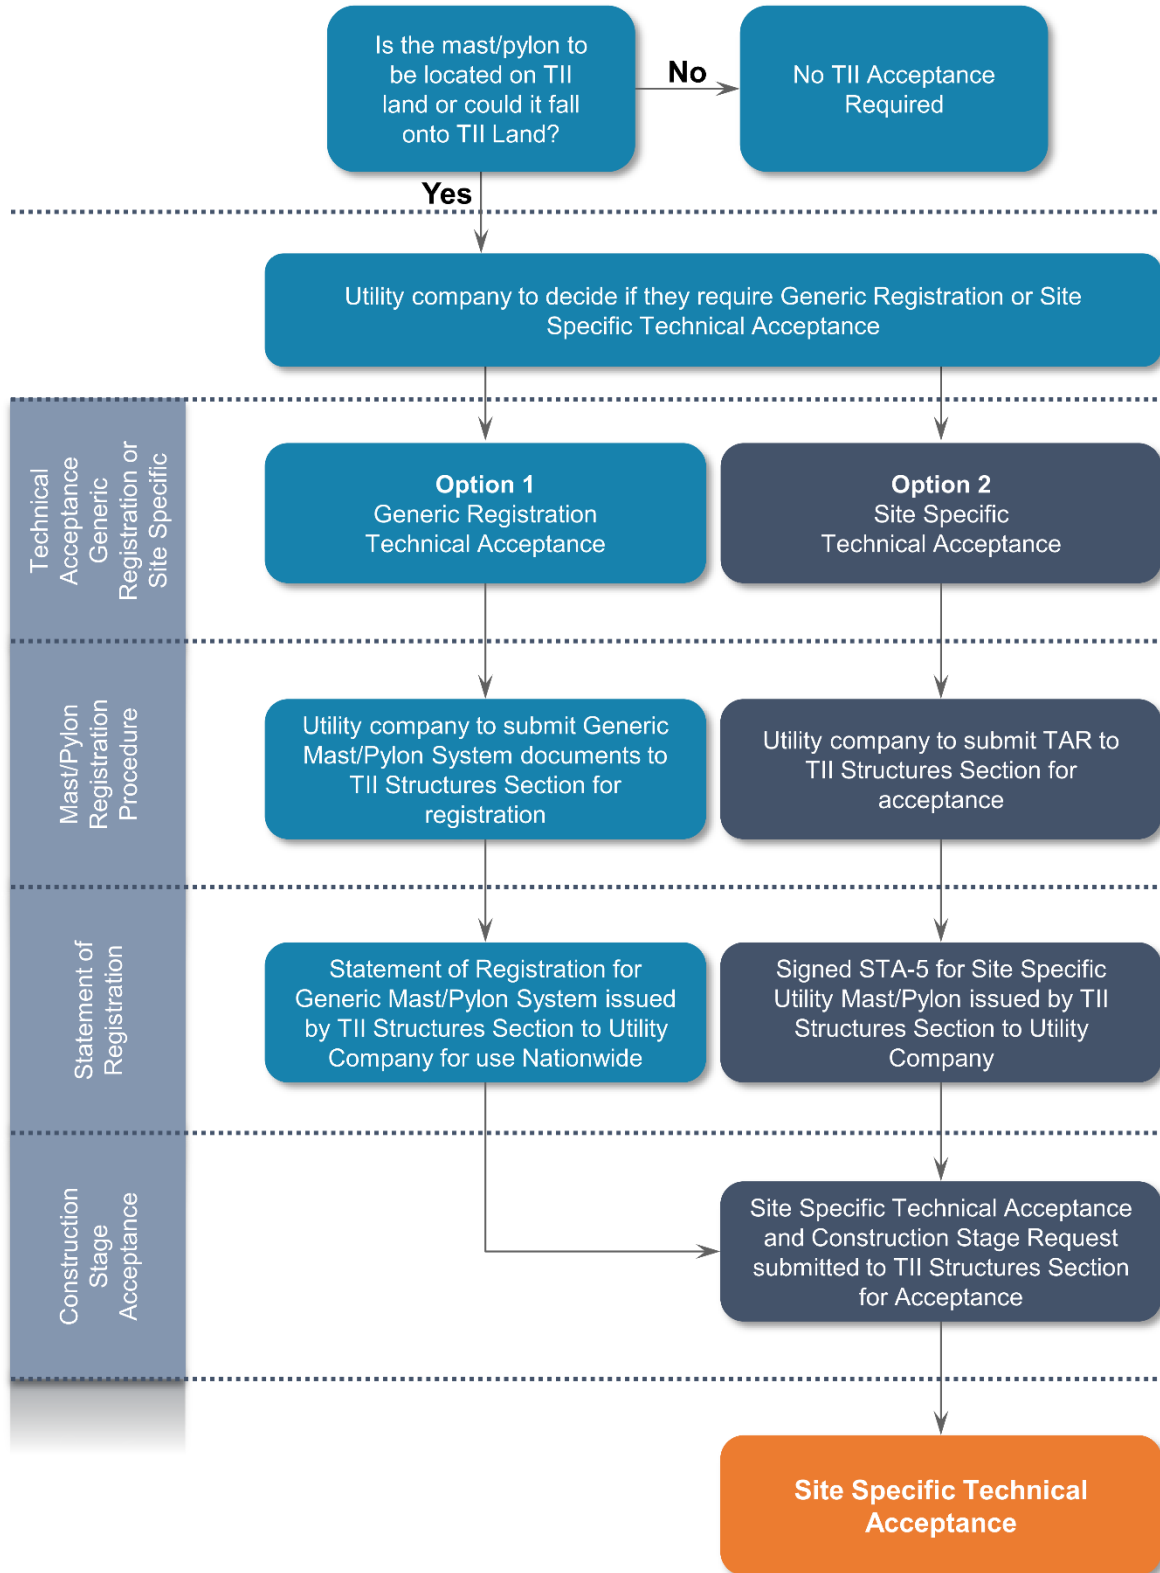 Is the mast/pylon to
be located on TII
land or could it fall
onto TII Land?
No
No TII Acceptance
Required
Yes
Utility company to decide if they require Generic Registration or Site
Specific Technical Acceptance
Technical
Acceptance
Generic
Registration or
Site Specific
Option 1
Generic Registration
Technical Acceptance
Option 2
Site Specific
Technical Acceptance
Mast/Pylon
Registration
Procedure
Utility company to submit Generic
Mast/Pylon System documents to
TII Structures Section for
registration
Utility company to submit TAR to
TII Structures Section for
acceptance
Statement of
Registration
Statement of Registration for
Generic Mast/Pylon System issued
by TII Structures Section to Utility
Company for use Nationwide
Signed STA-5 for Site Specific
Utility Mast/Pylon issued by TII
Structures Section to Utility
Company
Construction
Stage
Acceptance
Site Specific Technical Acceptance
and Construction Stage Request
submitted to TII Structures Section
for Acceptance
Site Specific Technical
Acceptance